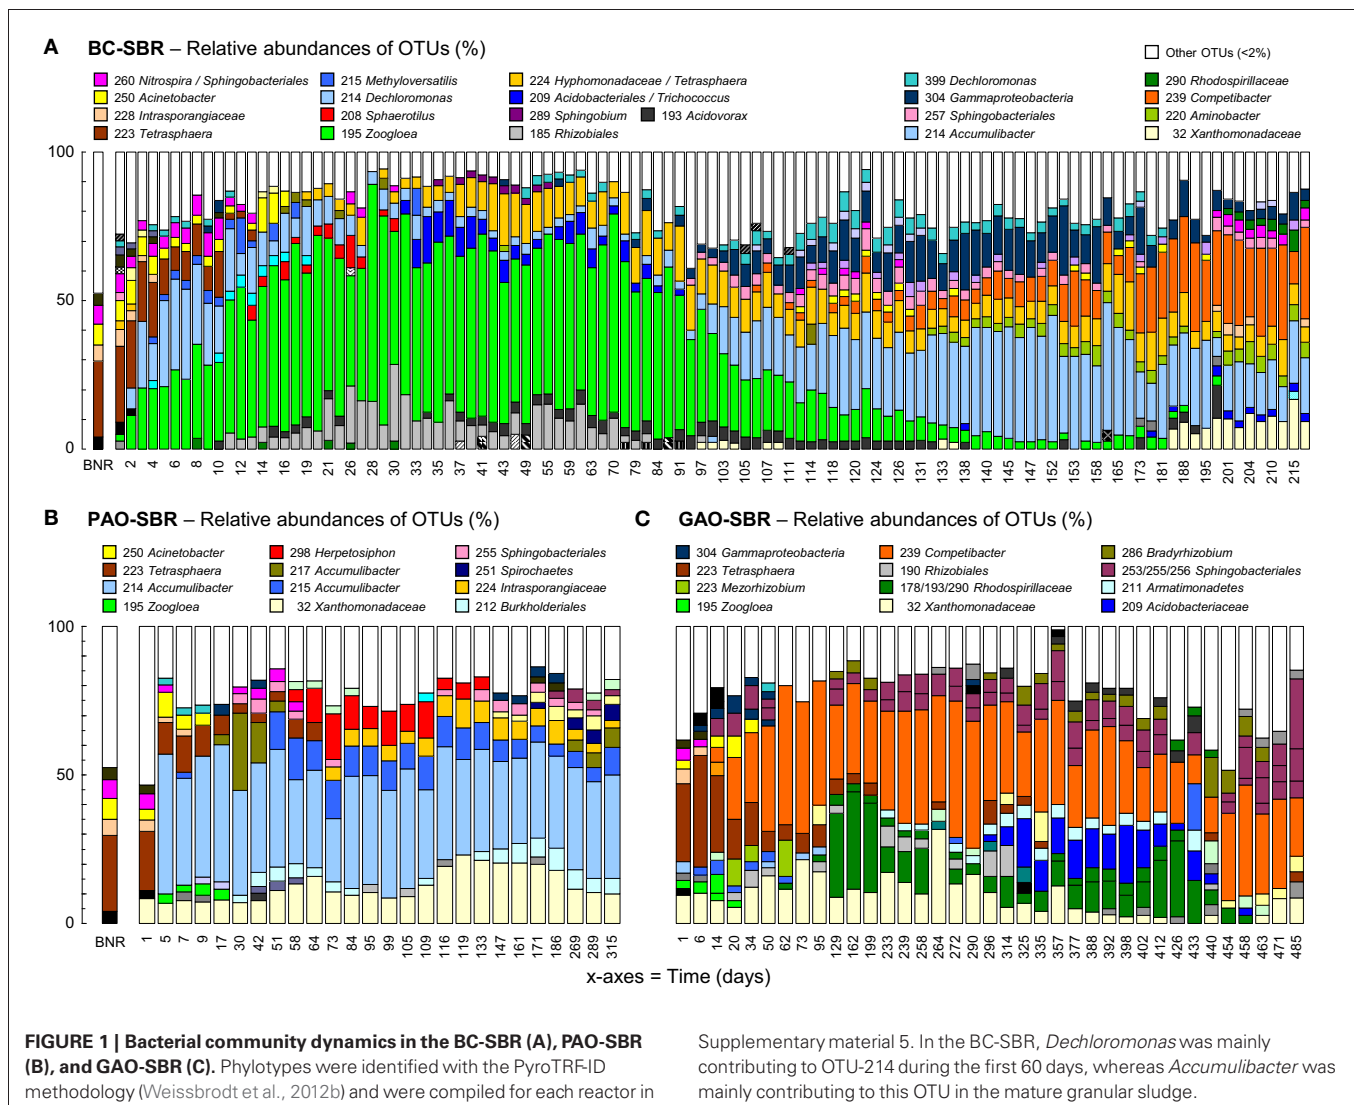 A BC-SBR – Relative abundances of OTUs (%)
Other OTUs (<2%)
260 Nitrospira / Sphingobacteriales
215 Methyloversatilis
224 Hyphomonadaceae / Tetrasphaera
399 Dechloromonas
290 Rhodospirillaceae
250 Acinetobacter
214 Dechloromonas
209 Acidobacteriales / Trichococcus
304 Gammaproteobacteria
239 Competibacter
228 Intrasporangiaceae
208 Sphaerotilus
289 Sphingobium
193 Acidovorax
257 Sphingobacteriales
220 Aminobacter
223 Tetrasphaera
195 Zoogloea
185 Rhizobiales
214 Accumulibacter
32 Xanthomonadaceae
100
50
0
BNR 2 4 6 8 10 12 14 16 19 21 26 28 30 33 35 37 41 43 49 55 59 63 70 79 84 91 97 103 105 107 111 114 118 120 124 126 131 133 138 140 145 147 152 153 158 165 173 181 188 195 201 204 210 215
B PAO-SBR – Relative abundances of OTUs (%)
250 Acinetobacter
298 Herpetosiphon
255 Sphingobacteriales
223 Tetrasphaera
217 Accumulibacter
251 Spirochaetes
214 Accumulibacter
215 Accumulibacter
224 Intrasporangiaceae
195 Zoogloea
32 Xanthomonadaceae
212 Burkholderiales
100
50
0
BNR 1 5 7 9 17 30 42 51 58 64 73 84 95 99 105 109 116 119 133 147 161 171 186 269 289 315
C GAO-SBR – Relative abundances of OTUs (%)
304 Gammaproteobacteria
239 Competibacter
286 Bradyrhizobium
223 Tetrasphaera
190 Rhizobiales
253/255/256 Sphingobacteriales
223 Mezorhizobium
178/193/290 Rhodospirillaceae
211 Armatimonadetes
195 Zoogloea
32 Xanthomonadaceae
209 Acidobacteriaceae
100
50
0
1 6 14 20 34 50 62 73 95 129 162 199 233 239 258 264 272 290 296 314 325 335 357 377 388 392 398 402 412 426 433 440 454 458 463 471 485
x-axes = Time (days)
FIGURE 1 | Bacterial community dynamics in the BC-SBR (A), PAO-SBR
(B), and GAO-SBR (C). Phylotypes were identified with the PyroTRF-ID
methodology (Weissbrodt et al., 2012b) and were compiled for each reactor in
Supplementary material 5. In the BC-SBR, Dechloromonas was mainly
contributing to OTU-214 during the first 60 days, whereas Accumulibacter was
mainly contributing to this OTU in the mature granular sludge.